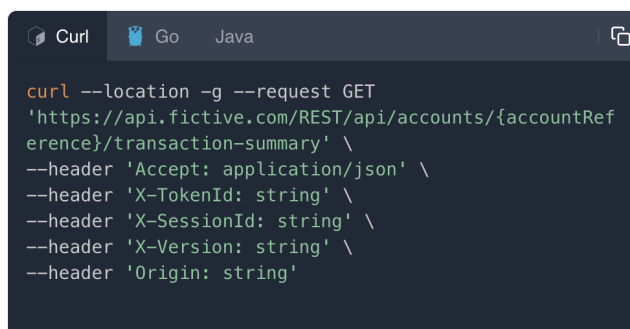 Curl Go Java
curl --location -g --request GET
'https://api.fictive.com/REST/api/accounts/{accountRef
erence}/transaction-summary' \
--header 'Accept: application/json' \
--header 'X-TokenId: string' \
--header 'X-SessionId: string' \
--header 'X-Version: string' \
--header 'Origin: string'